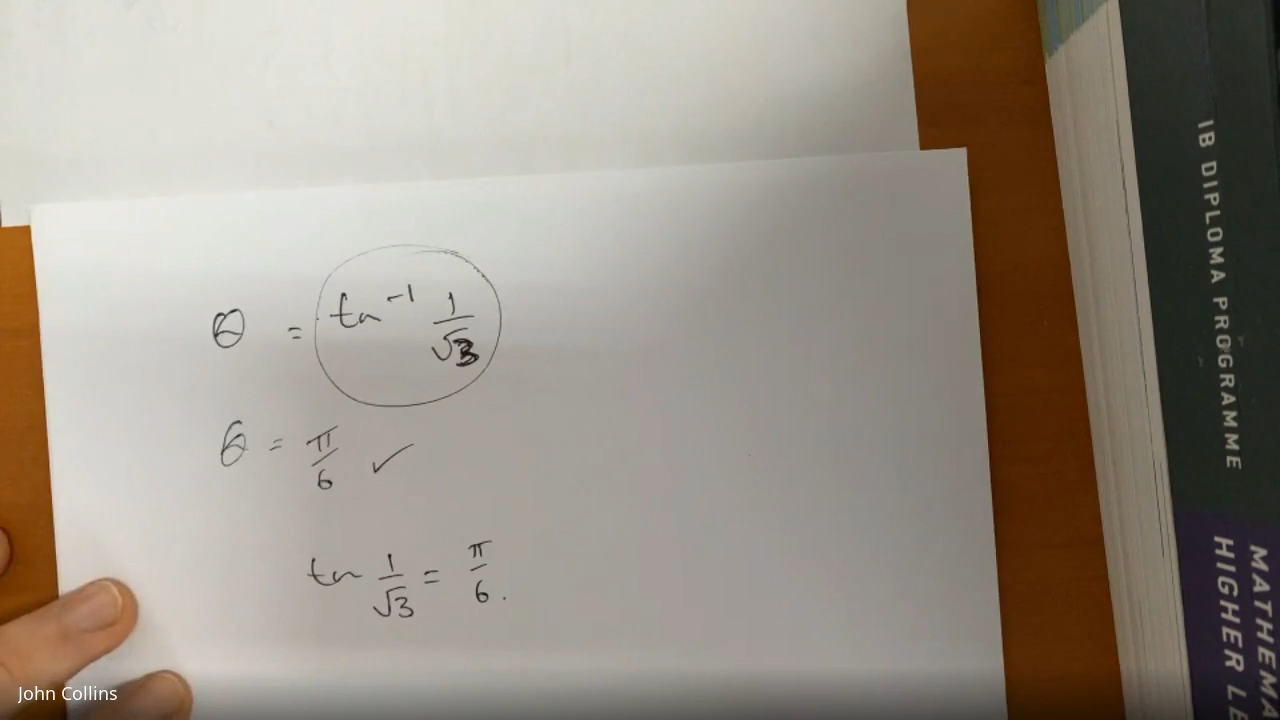 θ = tan⁻¹ 1/√3
θ = π/6 ✓
tan 1/√3 = π/6.
IB DIPLOMA PROGRAMME
MATHEMA
HIGHER LE
John Collins